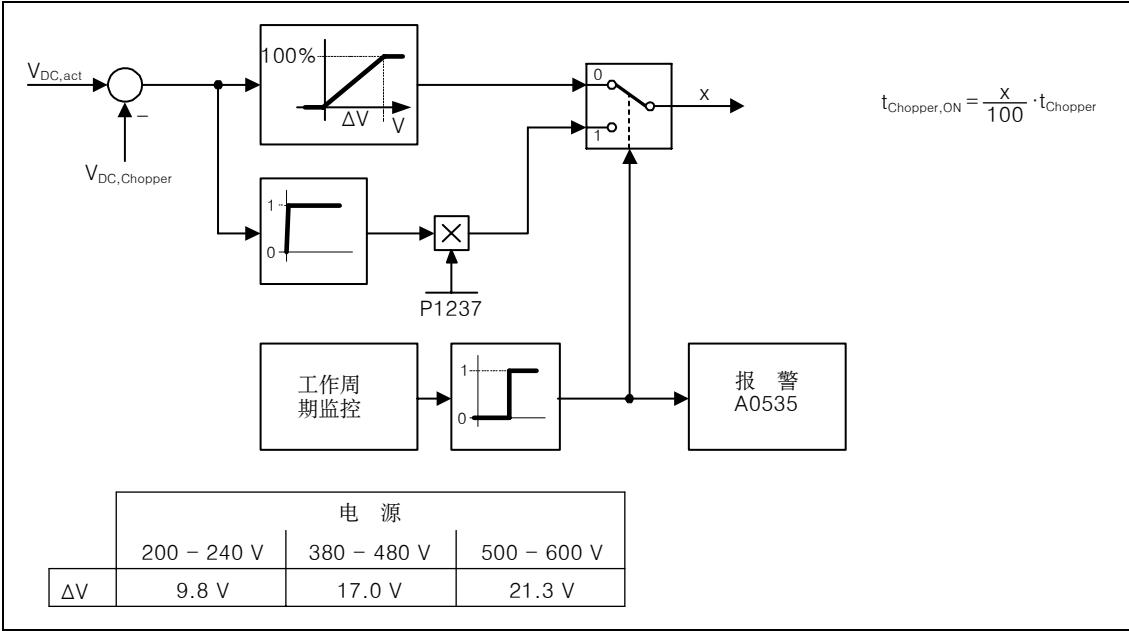 V_DC,act
–
V_DC,Chopper
100%
ΔV V
0
1
x
t_Chopper,ON = x/100 · t_Chopper
1
0
P1237
工作周
期监控
1
0
报 警
A0535
电 源
200 – 240 V 380 – 480 V 500 – 600 V
ΔV 9.8 V 17.0 V 21.3 V